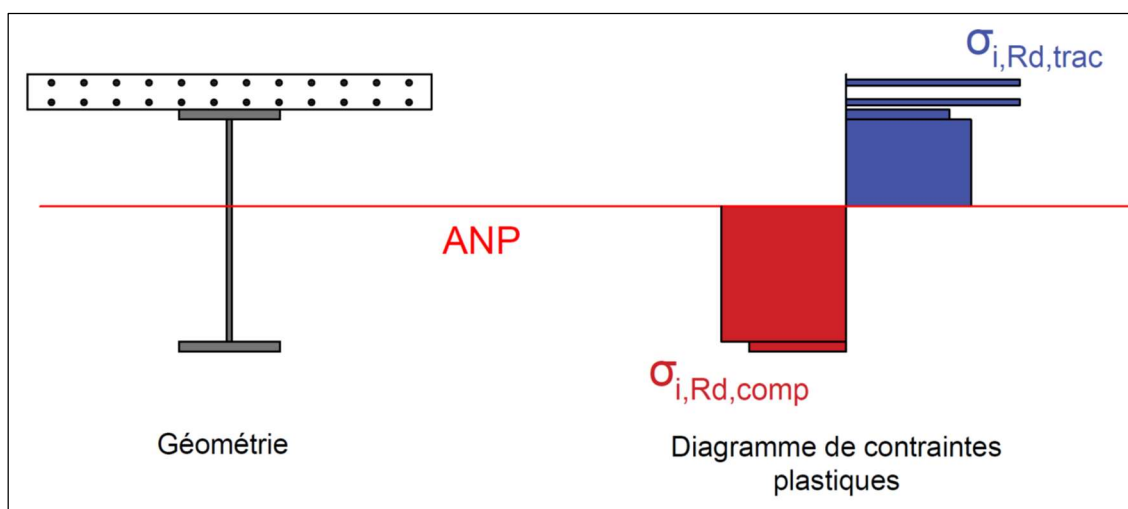 σi,Rd,trac
ANP
σi,Rd,comp
Géométrie
Diagramme de contraintes
plastiques